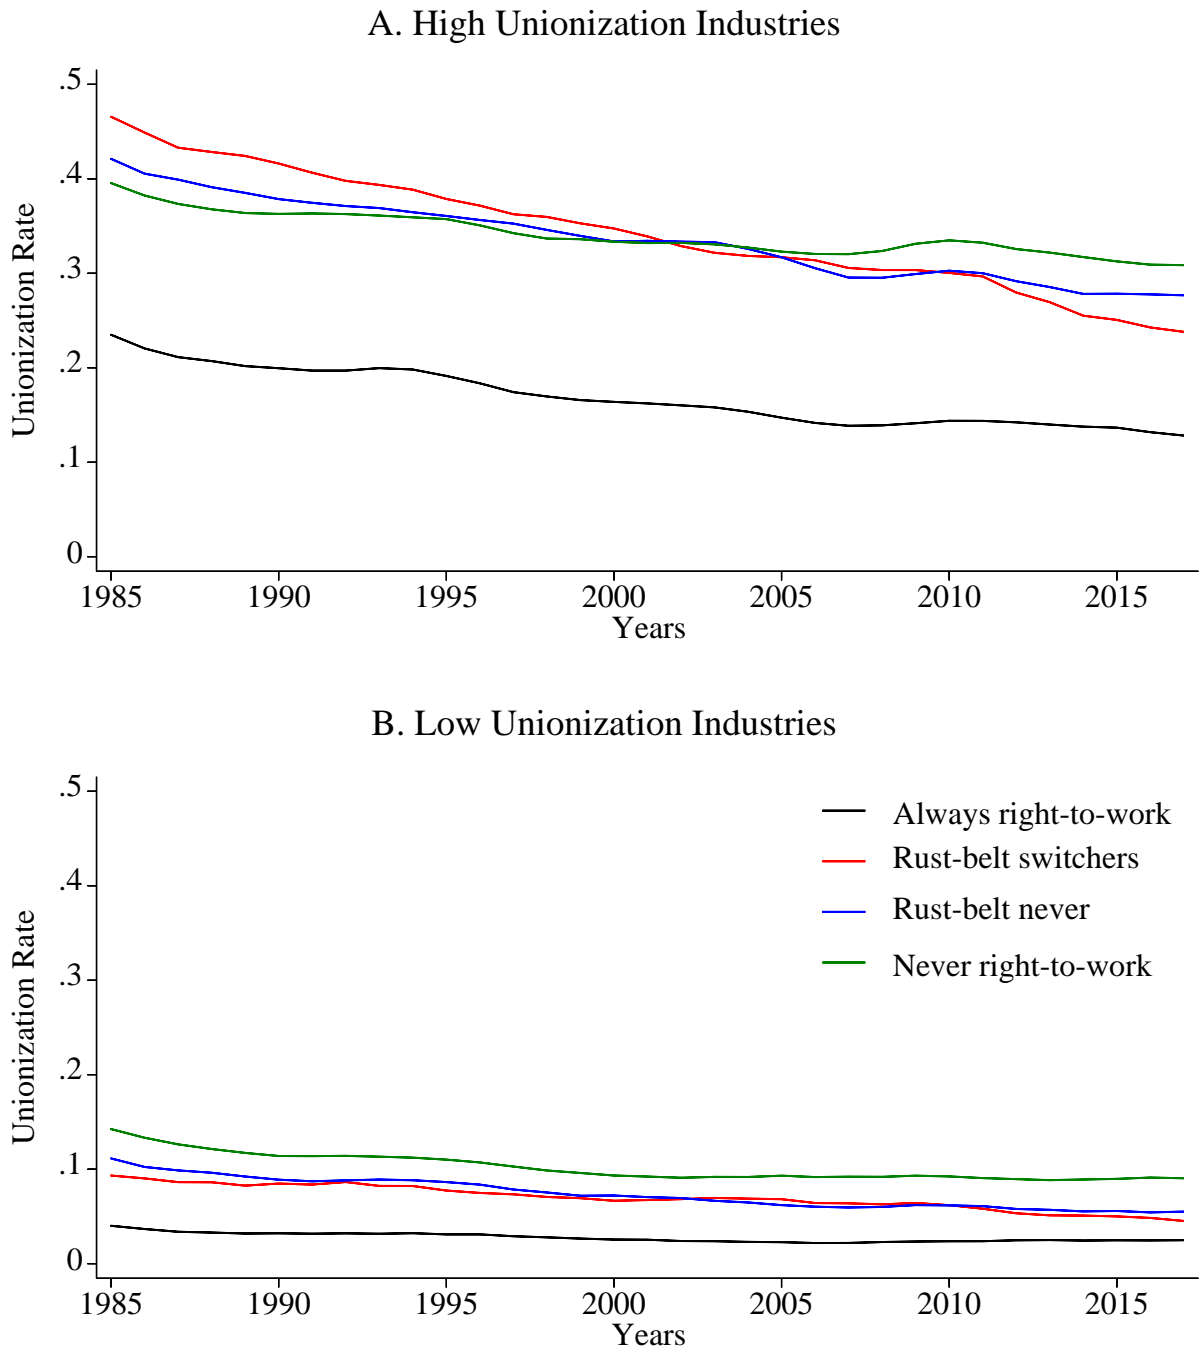 A. High Unionization Industries
.5
.4
.3
.2
.1
0
Unionization Rate
1985 1990 1995 2000 2005 2010 2015
Years
B. Low Unionization Industries
.5
.4
.3
.2
.1
0
Unionization Rate
Always right-to-work
Rust-belt switchers
Rust-belt never
Never right-to-work
1985 1990 1995 2000 2005 2010 2015
Years